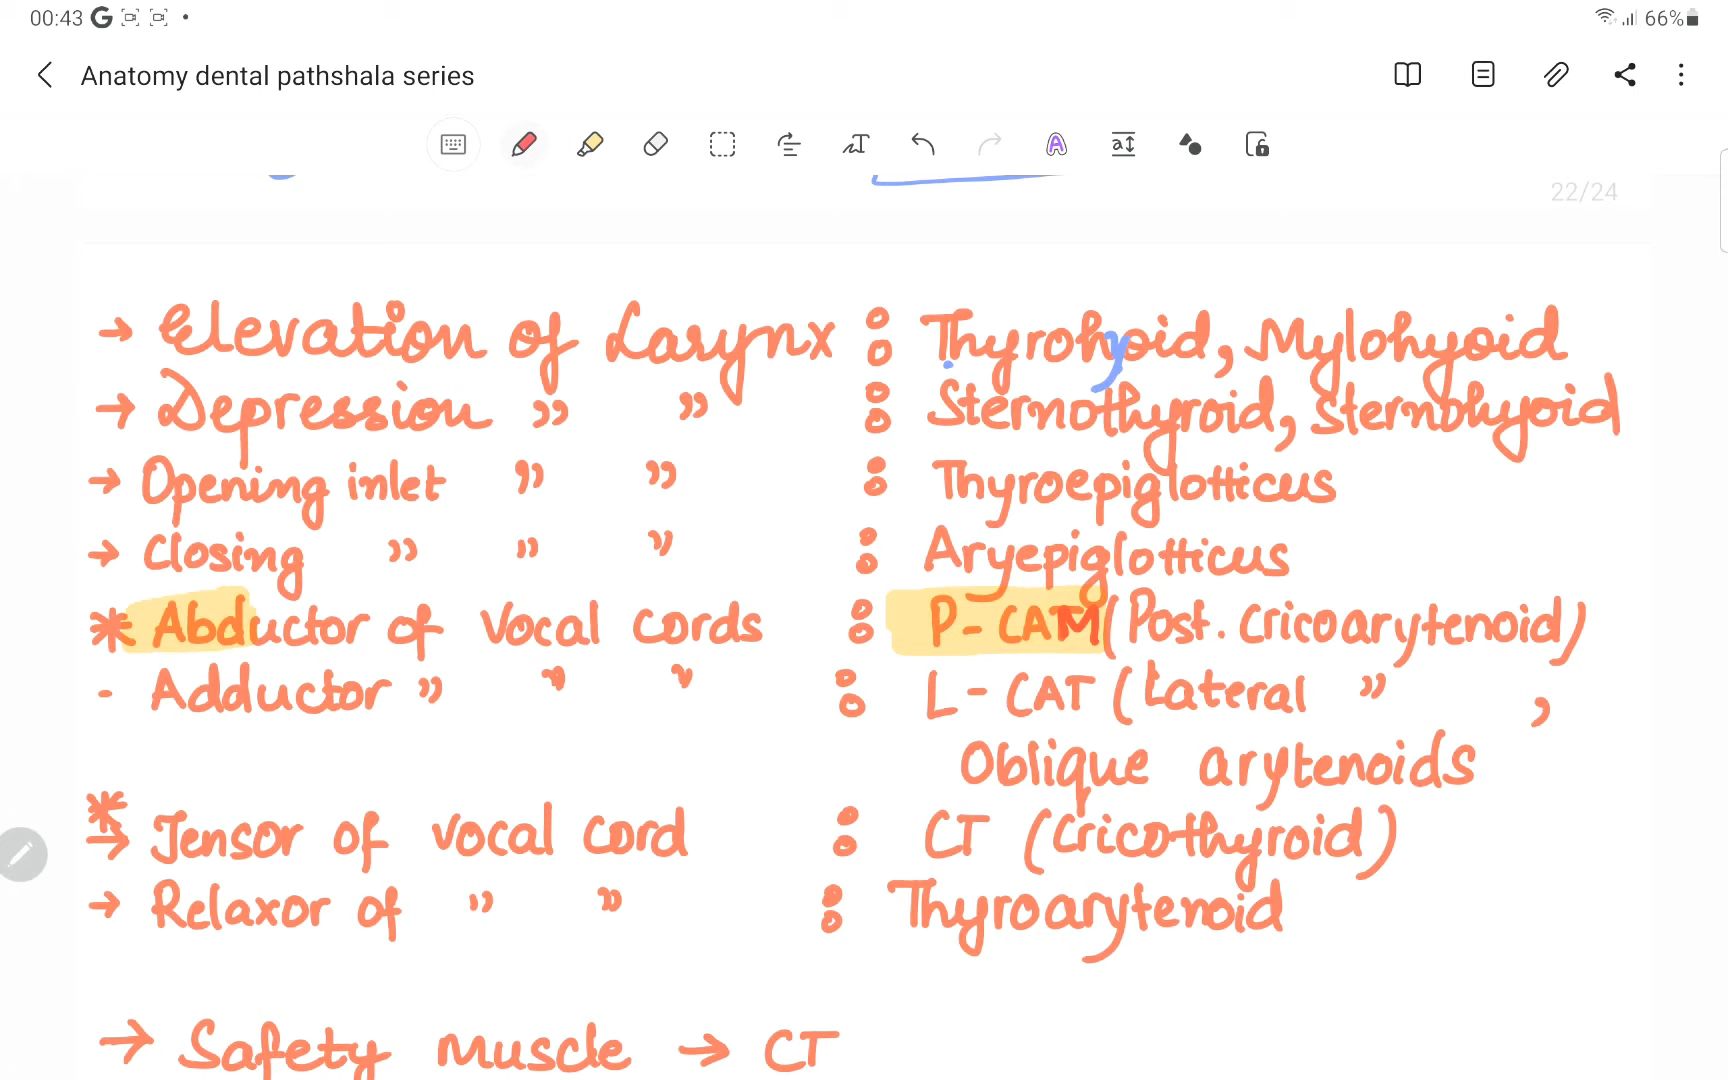 00:43 G 66%
Anatomy dental pathshala series
22/24
→ Elevation of Larynx : Thyrohyoid, Mylohyoid
→ Depression " " : Sternothyroid, Sternohyoid
→ Opening inlet " " : Thyroepiglotticus
→ Closing " " " : Aryepiglotticus
* Abductor of Vocal cords : P-CAM (Post. cricoarytenoid)
- Adductor " " " : L-CAT (Lateral " ,
Oblique arytenoids
* → Tensor of vocal cord : CT (Cricothyroid)
→ Relaxor of " " : Thyroarytenoid
→ Safety muscle → CT